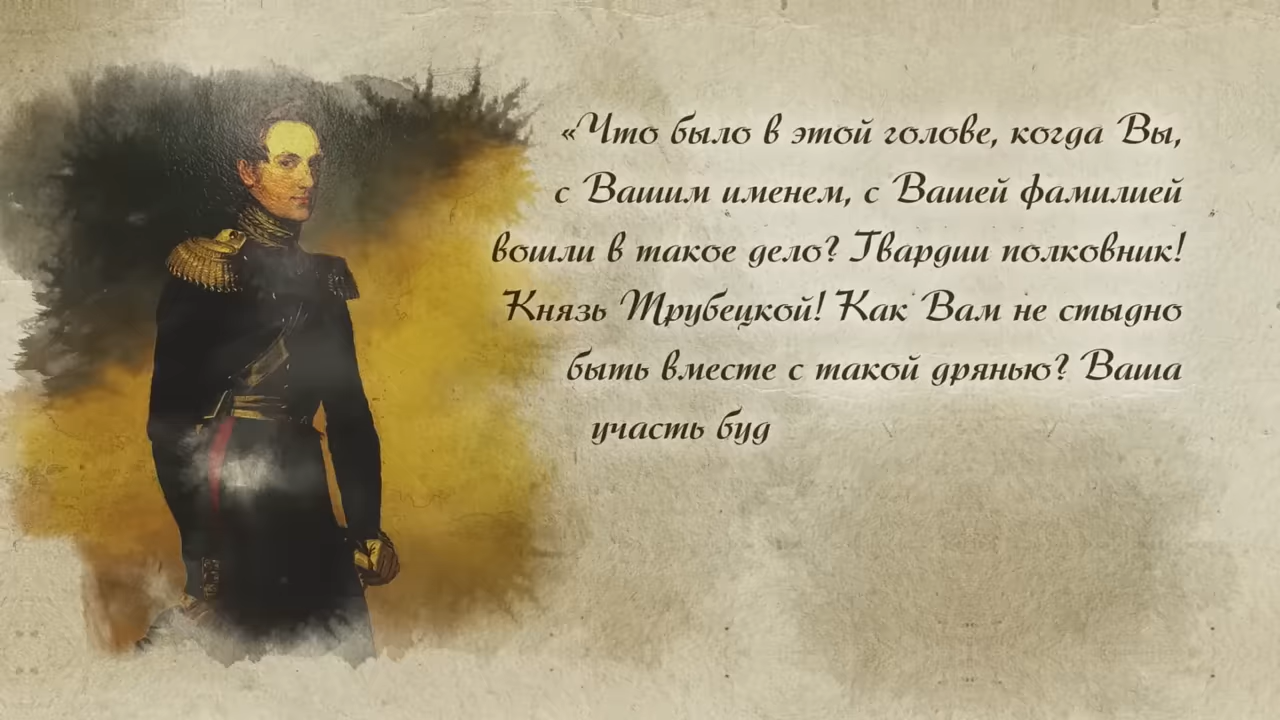 «Что было в этой голове, когда Вы,
с Вашим именем, с Вашей фамилией
вошли в такое дело? Гвардии полковник!
Князь Трубецкой! Как Вам не стыдно
быть вместе с такой дрянью? Ваша
участь буд